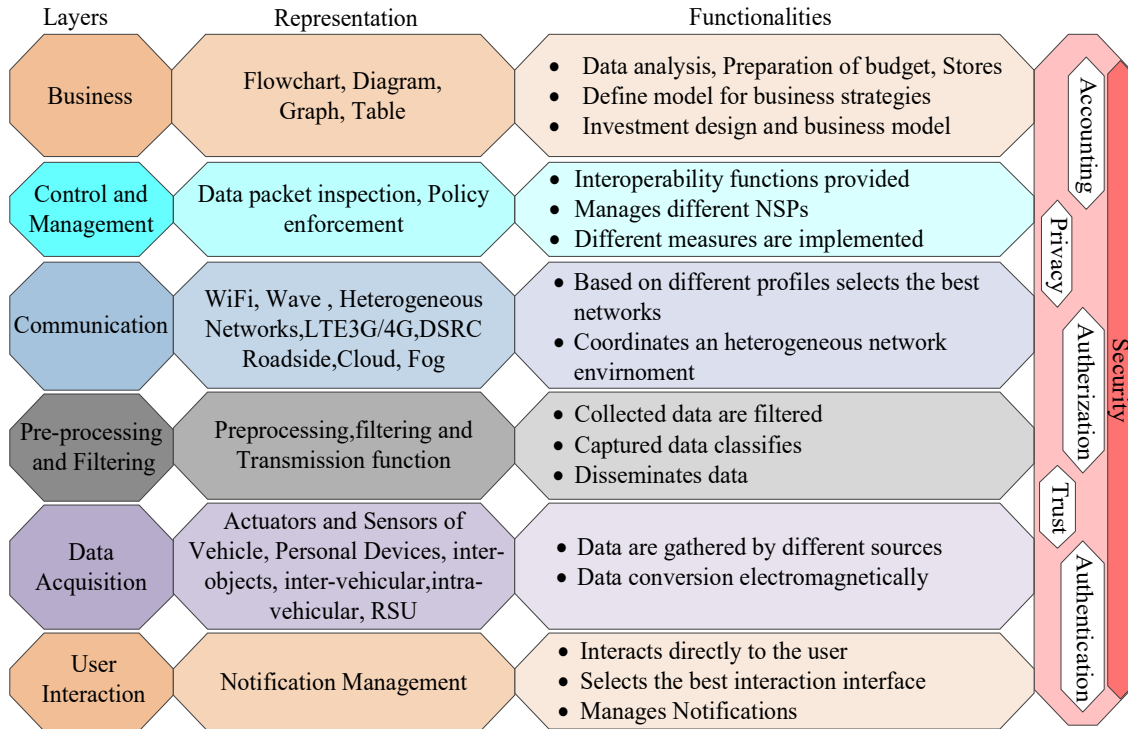 Layers
Representation
Functionalities
Business
Flowchart, Diagram,
Graph, Table
• Data analysis, Preparation of budget, Stores
• Define model for business strategies
• Investment design and business model
Control and
Management
Data packet inspection, Policy
enforcement
• Interoperability functions provided
• Manages different NSPs
• Different measures are implemented
Communication
WiFi, Wave , Heterogeneous
Networks,LTE3G/4G,DSRC
Roadside,Cloud, Fog
• Based on different profiles selects the best
networks
• Coordinates an heterogeneous network
envirnoment
Pre-processing
and Filtering
Preprocessing,filtering and
Transmission function
• Collected data are filtered
• Captured data classifies
• Disseminates data
Data
Acquisition
Actuators and Sensors of
Vehicle, Personal Devices, inter-
objects, inter-vehicular,intra-
vehicular, RSU
• Data are gathered by different sources
• Data conversion electromagnetically
User
Interaction
Notification Management
• Interacts directly to the user
• Selects the best interaction interface
• Manages Notifications
Accounting
Privacy
Autherization
Trust
Authentication
Security